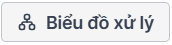 Biểu đồ xử lý